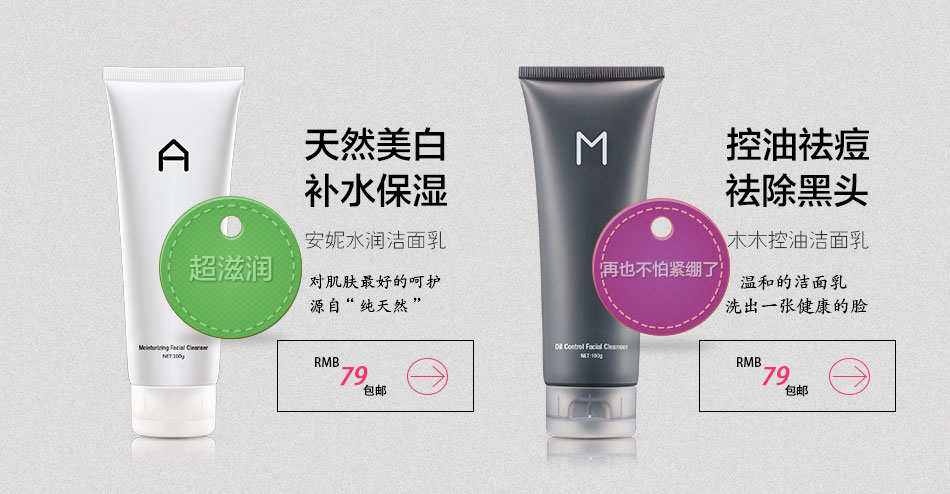 A
天然美白
补水保湿
安妮水润洁面乳
超滋润
对肌肤最好的呵护
源自“纯天然”
Moisturizing Facial Cleanser
NET:100g
RMB
79
包邮
M
控油祛痘
祛除黑头
木木控油洁面乳
再也不怕紧绷了
温和的洁面乳
洗出一张健康的脸
Oil Control Facial Cleanser
NET:100g
RMB
79
包邮